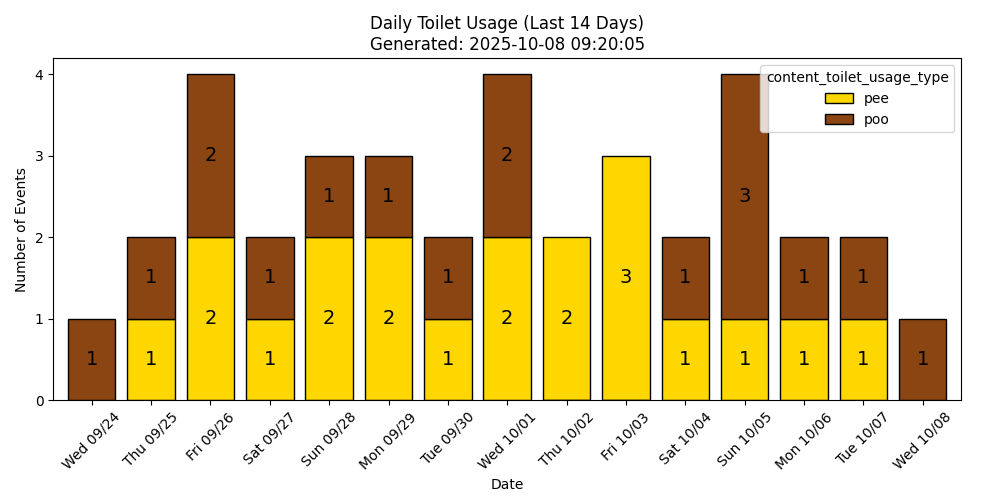 Daily Toilet Usage (Last 14 Days)
Generated: 2025-10-08 09:20:05
content_toilet_usage_type
pee
poo
Number of Events
4
3
2
1
0
2 2 3
1 1
1 1 1 1 1 1
2 2 2 2 2 3
1 1 1 1 1 1 1 1 1
Wed 09/24 Thu 09/25 Fri 09/26 Sat 09/27 Sun 09/28 Mon 09/29 Tue 09/30 Wed 10/01 Thu 10/02 Fri 10/03 Sat 10/04 Sun 10/05 Mon 10/06 Tue 10/07 Wed 10/08
Date